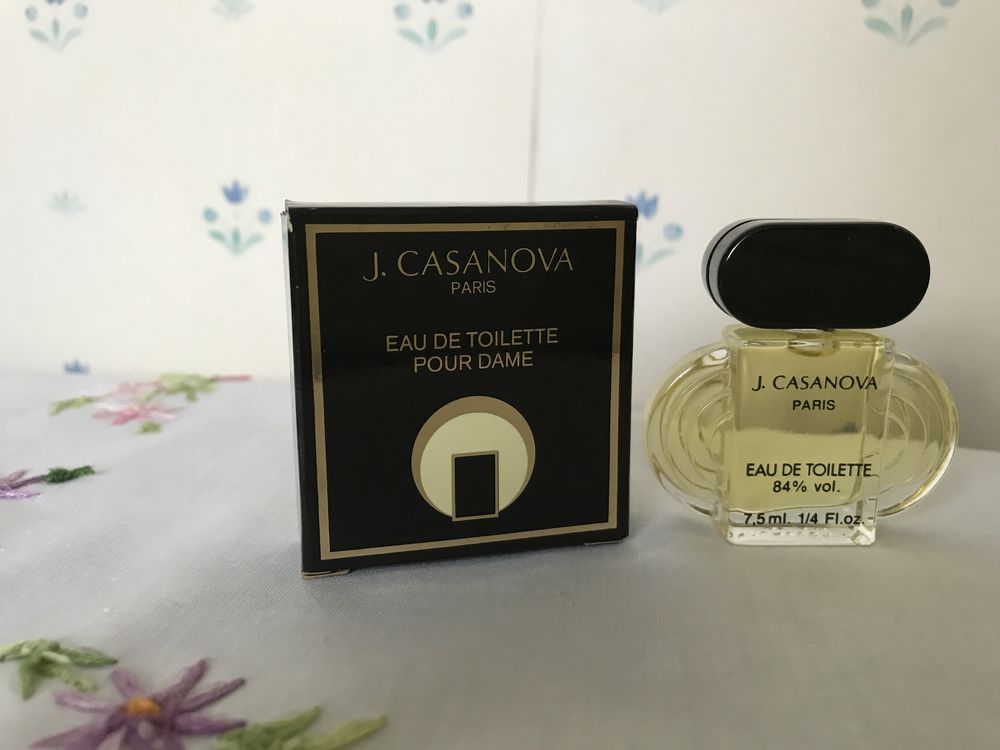 J. CASANOVA
PARIS
EAU DE TOILETTE
POUR DAME
J. CASANOVA
PARIS
EAU DE TOILETTE
84% vol.
7,5 ml. 1/4 Fl.oz.